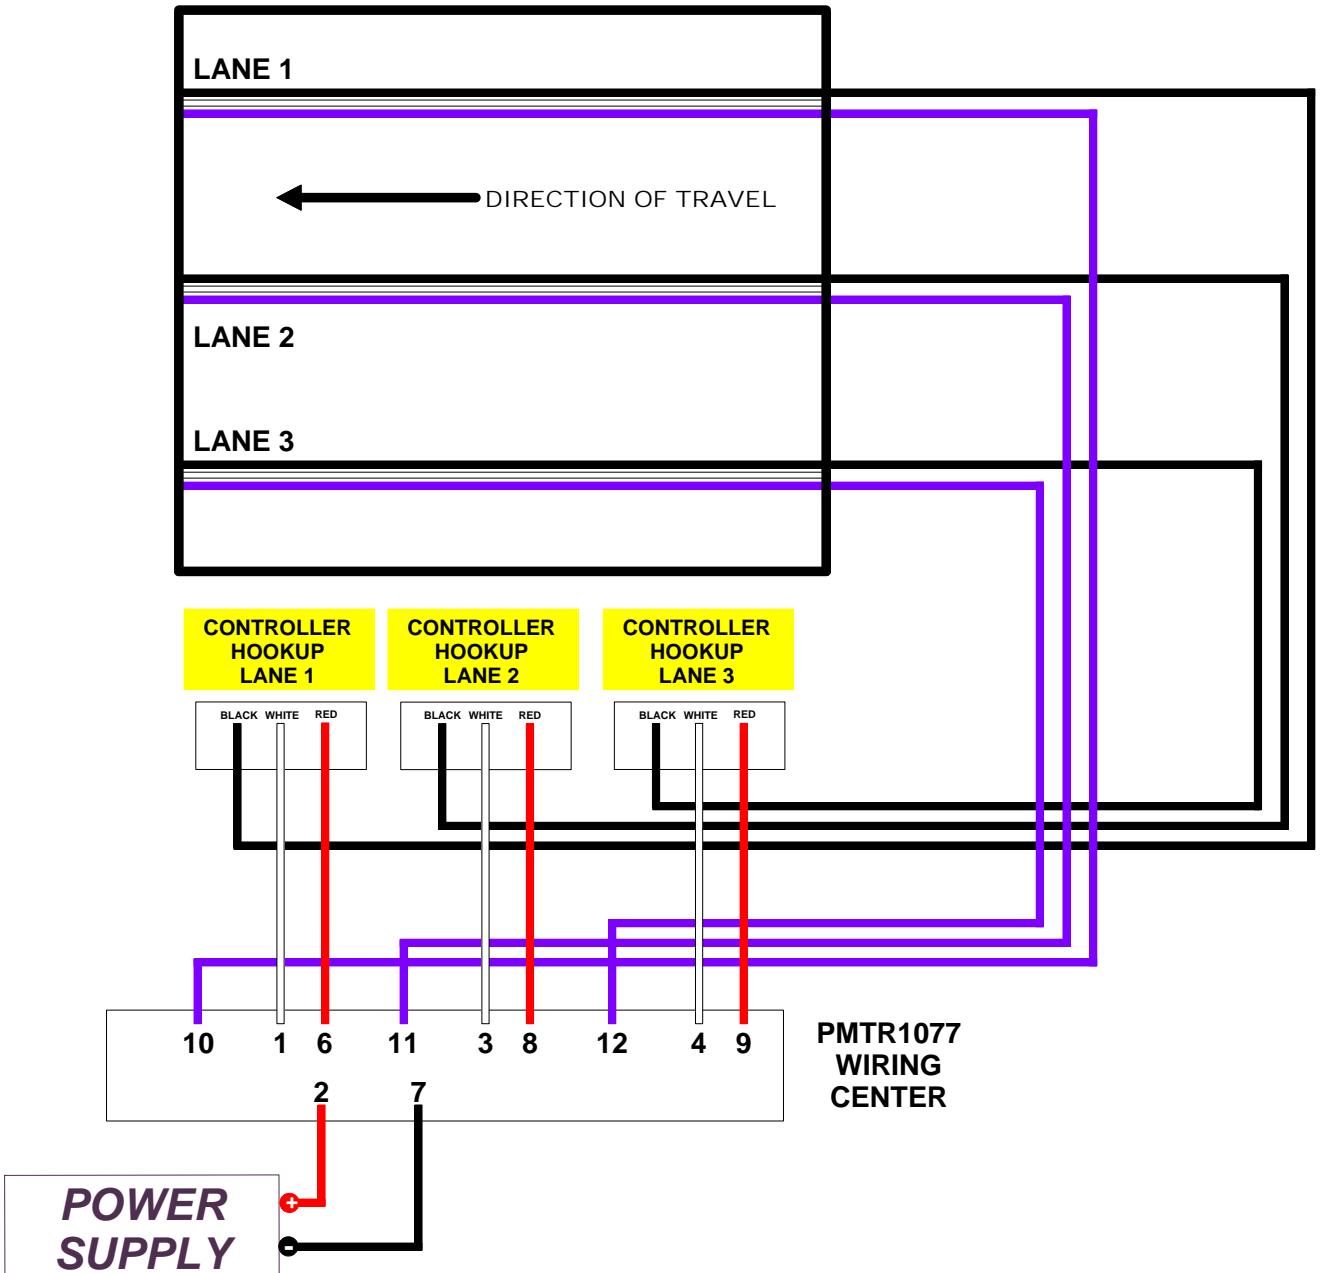 LANE 1
DIRECTION OF TRAVEL
LANE 2
LANE 3
CONTROLLER
HOOKUP
LANE 1
CONTROLLER
HOOKUP
LANE 2
CONTROLLER
HOOKUP
LANE 3
BLACK WHITE RED
BLACK WHITE RED
BLACK WHITE RED
10 1 6 11 3 8 12 4 9
2 7
PMTR1077
WIRING
CENTER
POWER
SUPPLY
+
-